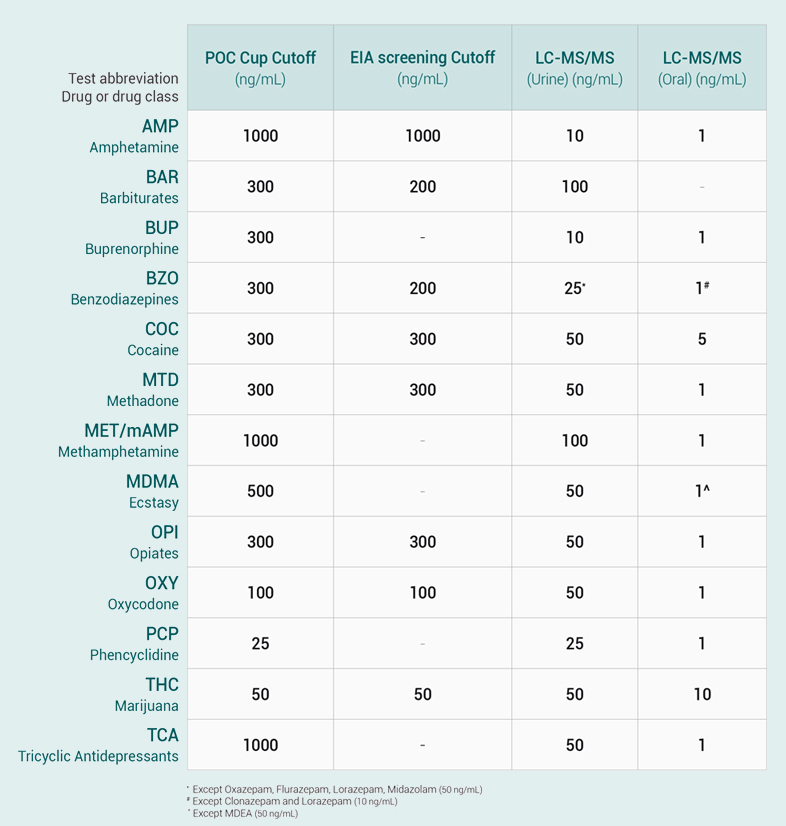 POC Cup Cutoff EIA screening Cutoff LC-MS/MS LC-MS/MS
Test abbreviation (ng/mL) (ng/mL) (Urine) (ng/mL) (Oral) (ng/mL)
Drug or drug class
AMP
Amphetamine 1000 1000 10 1
BAR
Barbiturates 300 200 100 -
BUP
Buprenorphine 300 - 10 1
BZO
Benzodiazepines 300 200 25* 1#
COC
Cocaine 300 300 50 5
MTD
Methadone 300 300 50 1
MET/mAMP
Methamphetamine 1000 - 100 1
MDMA
Ecstasy 500 - 50 1^
OPI
Opiates 300 300 50 1
OXY
Oxycodone 100 100 50 1
PCP
Phencyclidine 25 - 25 1
THC
Marijuana 50 50 50 10
TCA
Tricyclic Antidepressants 1000 - 50 1
* Except Oxazepam, Flurazepam, Lorazepam, Midazolam (50 ng/mL)
# Except Clonazepam and Lorazepam (10 ng/mL)
^ Except MDEA (50 ng/mL)